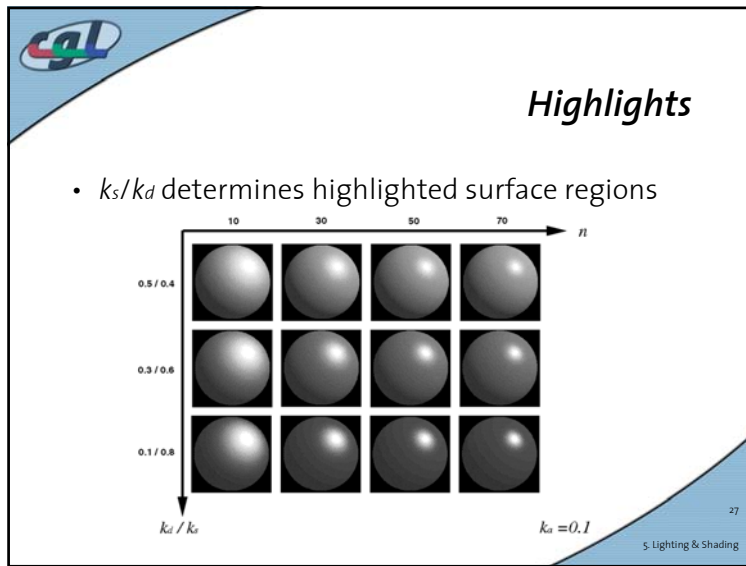 cgl
Highlights
• ks/kd determines highlighted surface regions
10 30 50 70
n
0.5 / 0.4
0.3 / 0.6
0.1 / 0.8
kd / ks
ka =0.1
27
5. Lighting & Shading